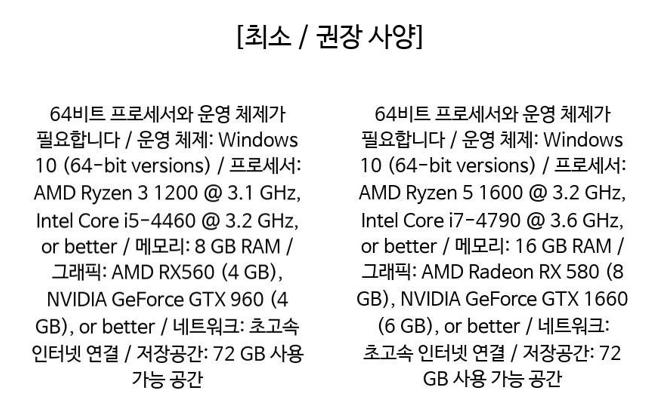 [최소 / 권장 사양]
64비트 프로세서와 운영 체제가
필요합니다 / 운영 체제: Windows
10 (64-bit versions) / 프로세서:
AMD Ryzen 3 1200 @ 3.1 GHz,
Intel Core i5-4460 @ 3.2 GHz,
or better / 메모리: 8 GB RAM /
그래픽: AMD RX560 (4 GB),
NVIDIA GeForce GTX 960 (4
GB), or better / 네트워크: 초고속
인터넷 연결 / 저장공간: 72 GB 사용
가능 공간
64비트 프로세서와 운영 체제가
필요합니다 / 운영 체제: Windows
10 (64-bit versions) / 프로세서:
AMD Ryzen 5 1600 @ 3.2 GHz,
Intel Core i7-4790 @ 3.6 GHz,
or better / 메모리: 16 GB RAM /
그래픽: AMD Radeon RX 580 (8
GB), NVIDIA GeForce GTX 1660
(6 GB), or better / 네트워크:
초고속 인터넷 연결 / 저장공간: 72
GB 사용 가능 공간